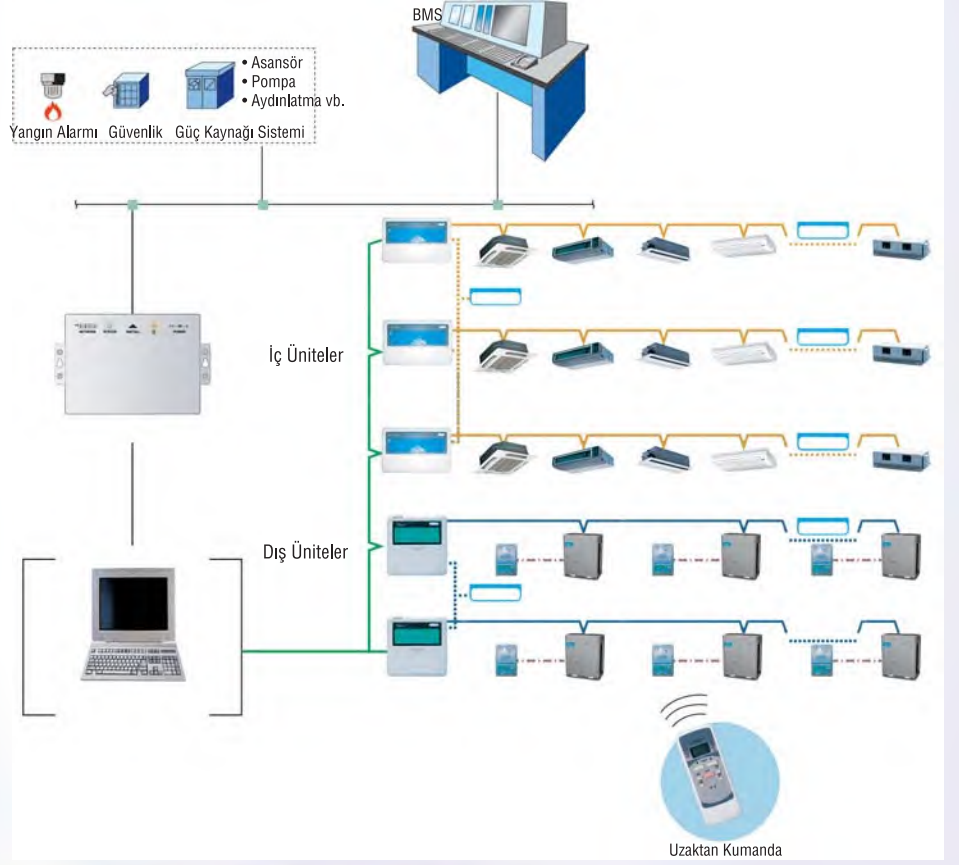 BMS
• Asansör
• Pompa
• Aydınlatma vb.
Yangın Alarmı
Güvenlik
Güç Kaynağı Sistemi
İç Üniteler
Dış Üniteler
Uzaktan Kumanda